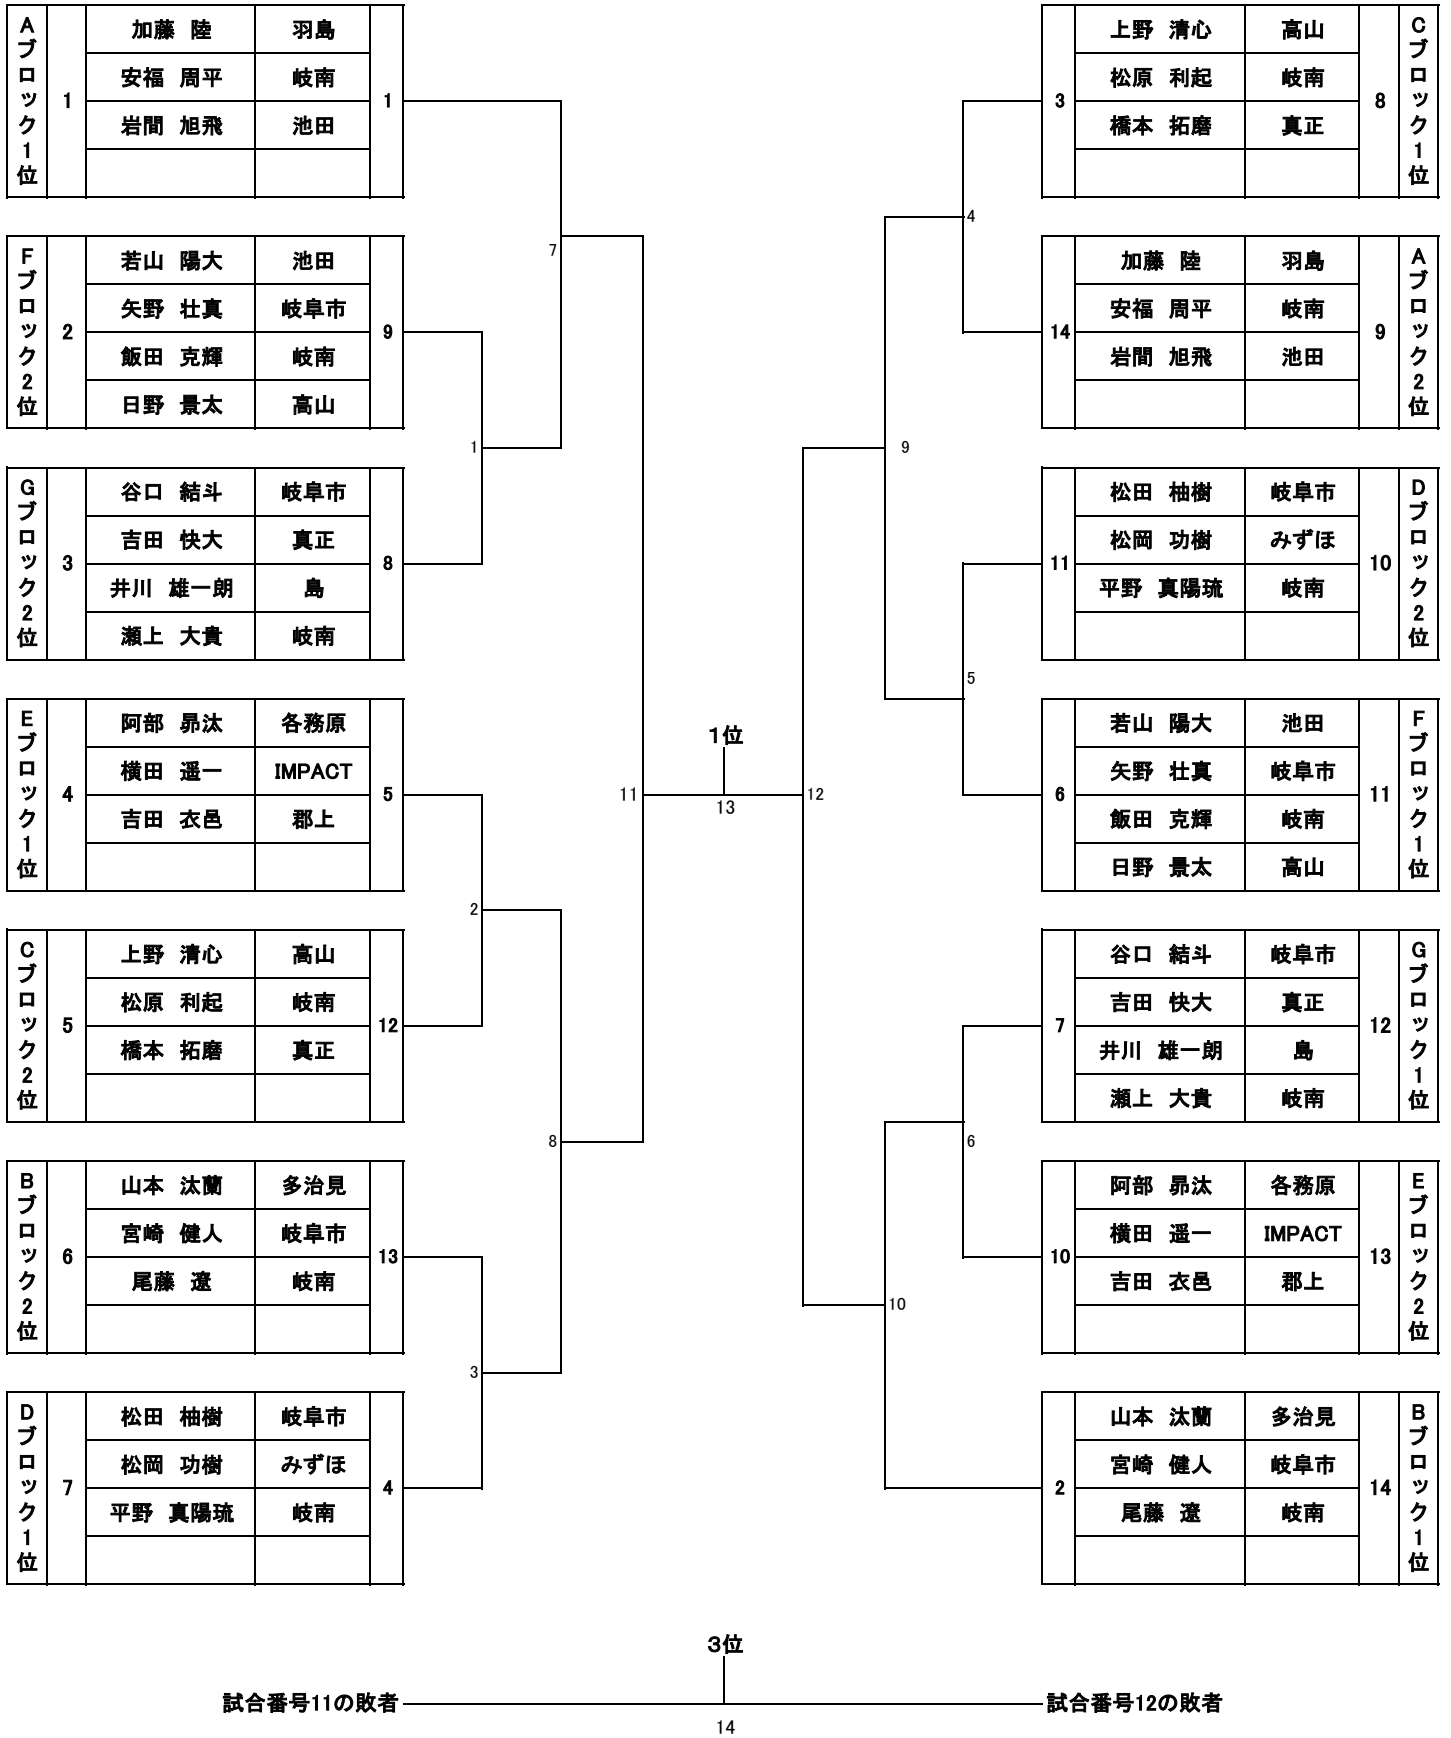 Aブロック1位
1
加藤 陸 羽島
安福 周平 岐南
岩間 旭飛 池田
1
Fブロック2位
2
若山 陽大 池田
矢野 壮真 岐阜市
飯田 克輝 岐南
日野 景太 高山
9
Gブロック2位
3
谷口 結斗 岐阜市
吉田 快大 真正
井川 雄一朗 島
瀬上 大貴 岐南
8
Eブロック1位
4
阿部 昴汰 各務原
横田 遥一 IMPACT
吉田 衣邑 郡上
5
Cブロック2位
5
上野 清心 高山
松原 利起 岐南
橋本 拓磨 真正
12
Bブロック2位
6
山本 汰蘭 多治見
宮崎 健人 岐阜市
尾藤 遼 岐南
13
Dブロック1位
7
松田 柚樹 岐阜市
松岡 功樹 みずほ
平野 真陽琉 岐南
4
7
1
2
8
3
11
1位
13
12
9
4
5
10
6
3
上野 清心 高山
松原 利起 岐南
橋本 拓磨 真正
8
Cブロック1位
14
加藤 陸 羽島
安福 周平 岐南
岩間 旭飛 池田
9
Aブロック2位
11
松田 柚樹 岐阜市
松岡 功樹 みずほ
平野 真陽琉 岐南
10
Dブロック2位
6
若山 陽大 池田
矢野 壮真 岐阜市
飯田 克輝 岐南
日野 景太 高山
11
Fブロック1位
7
谷口 結斗 岐阜市
吉田 快大 真正
井川 雄一朗 島
瀬上 大貴 岐南
12
Gブロック1位
10
阿部 昴汰 各務原
横田 遥一 IMPACT
吉田 衣邑 郡上
13
Eブロック2位
2
山本 汰蘭 多治見
宮崎 健人 岐阜市
尾藤 遼 岐南
14
Bブロック1位
3位
試合番号11の敗者
試合番号12の敗者
14